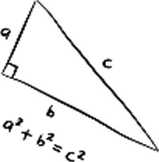 a
c
b
a² + b² = c²